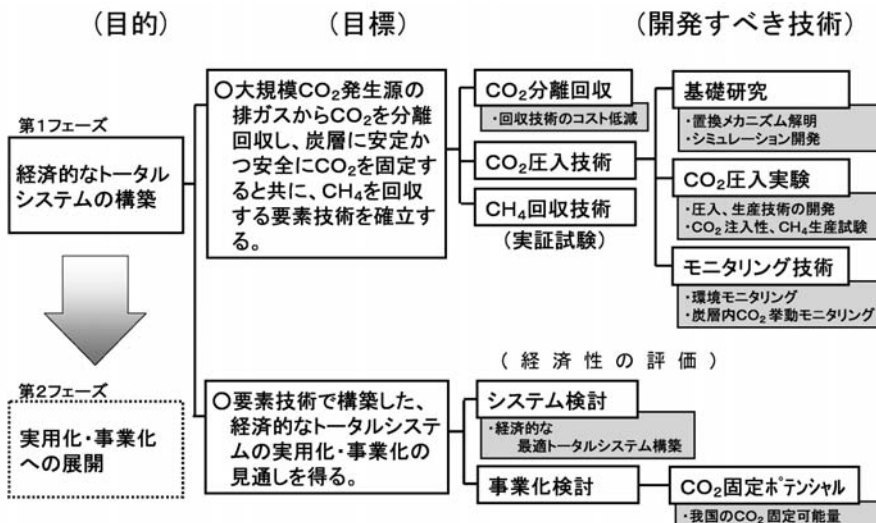 (目的)
(目標)
(開発すべき技術)
第1フェーズ
経済的なトータル
システムの構築
○大規模CO₂発生源の
排ガスからCO₂を分離
回収し、炭層に安定か
つ安全にCO₂を固定す
ると共に、CH₄を回収
する要素技術を確立す
る。
CO₂分離回収
・回収技術のコスト低減
CO₂圧入技術
CH₄回収技術
(実証試験)
基礎研究
・置換メカニズム解明
・シミュレーション開発
CO₂圧入実験
・圧入、生産技術の開発
・CO₂注入性、CH₄生産試験
モニタリング技術
・環境モニタリング
・炭層内CO₂挙動モニタリング
第2フェーズ
実用化・事業化
への展開
○要素技術で構築した、
経済的なトータルシステ
ムの実用化・事業化の
見通しを得る。
(経済性の評価)
システム検討
・経済的な
最適トータルシステム構築
事業化検討
CO₂固定ポテンシャル
・我国のCO₂固定可能量